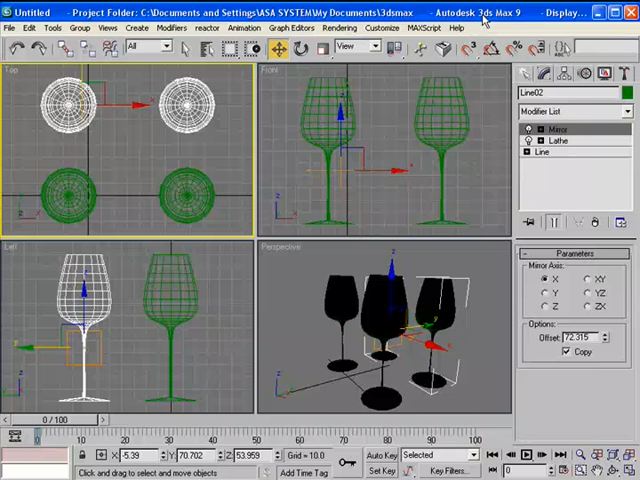 Untitled - Project Folder: C:\Documents and Settings\ASA SYSTEM\My Documents\3dsmax - Autodesk 3ds Max 9 - Display...
File Edit Tools Group Views Create Modifiers reactor Animation Graph Editors Rendering Customize MAXScript Help
All View 3
Line02
Modifier List
Mirror
Lathe
Line
Top
Front
Left
Perspective
Parameters
Mirror Axis:
X XY
Y YZ
Z ZX
Options:
Offset: 72.315
Copy
0 / 100
0 10 20 30 40 50 60 70 80 90 100
X: -5.39 Y: 70.702 Z: 53.959 Grid = 10.0 Auto Key Selected
Click and drag to select and move objects Add Time Tag Set Key Key Filters... 0